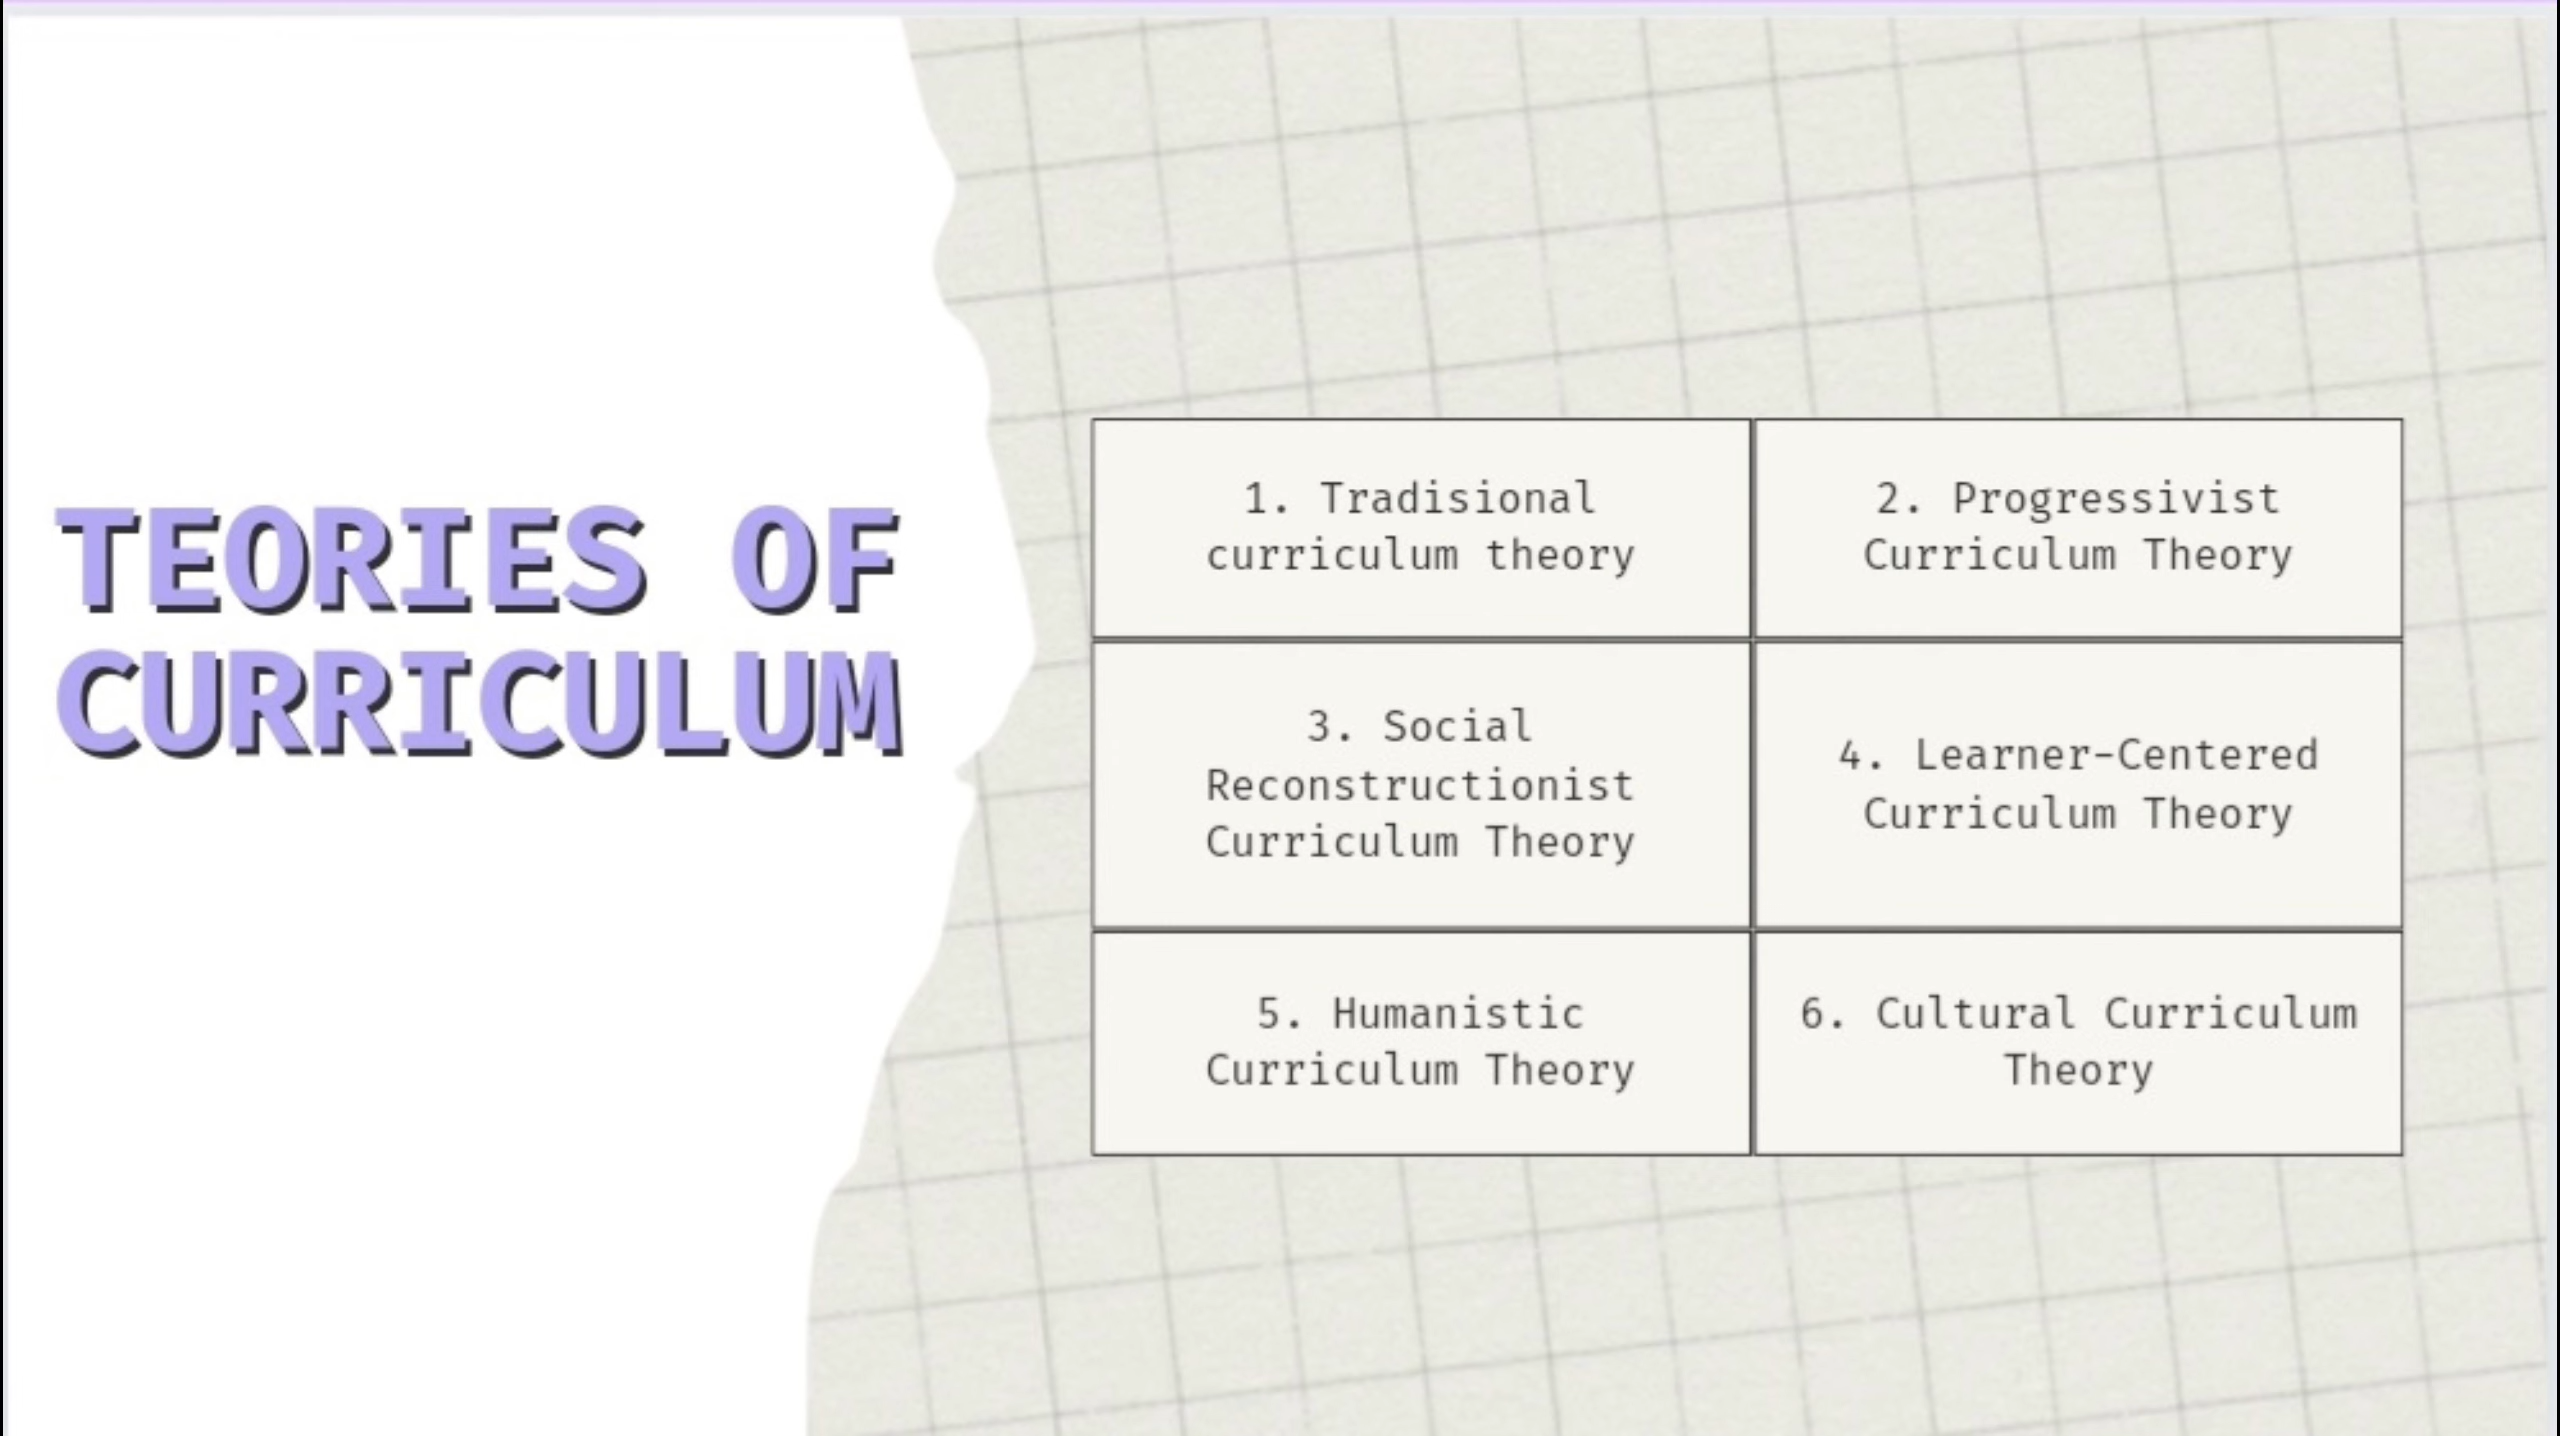 TEORIES OF
CURRICULUM
1. Tradisional
curriculum theory
2. Progressivist
Curriculum Theory
3. Social
Reconstructionist
Curriculum Theory
4. Learner-Centered
Curriculum Theory
5. Humanistic
Curriculum Theory
6. Cultural Curriculum
Theory